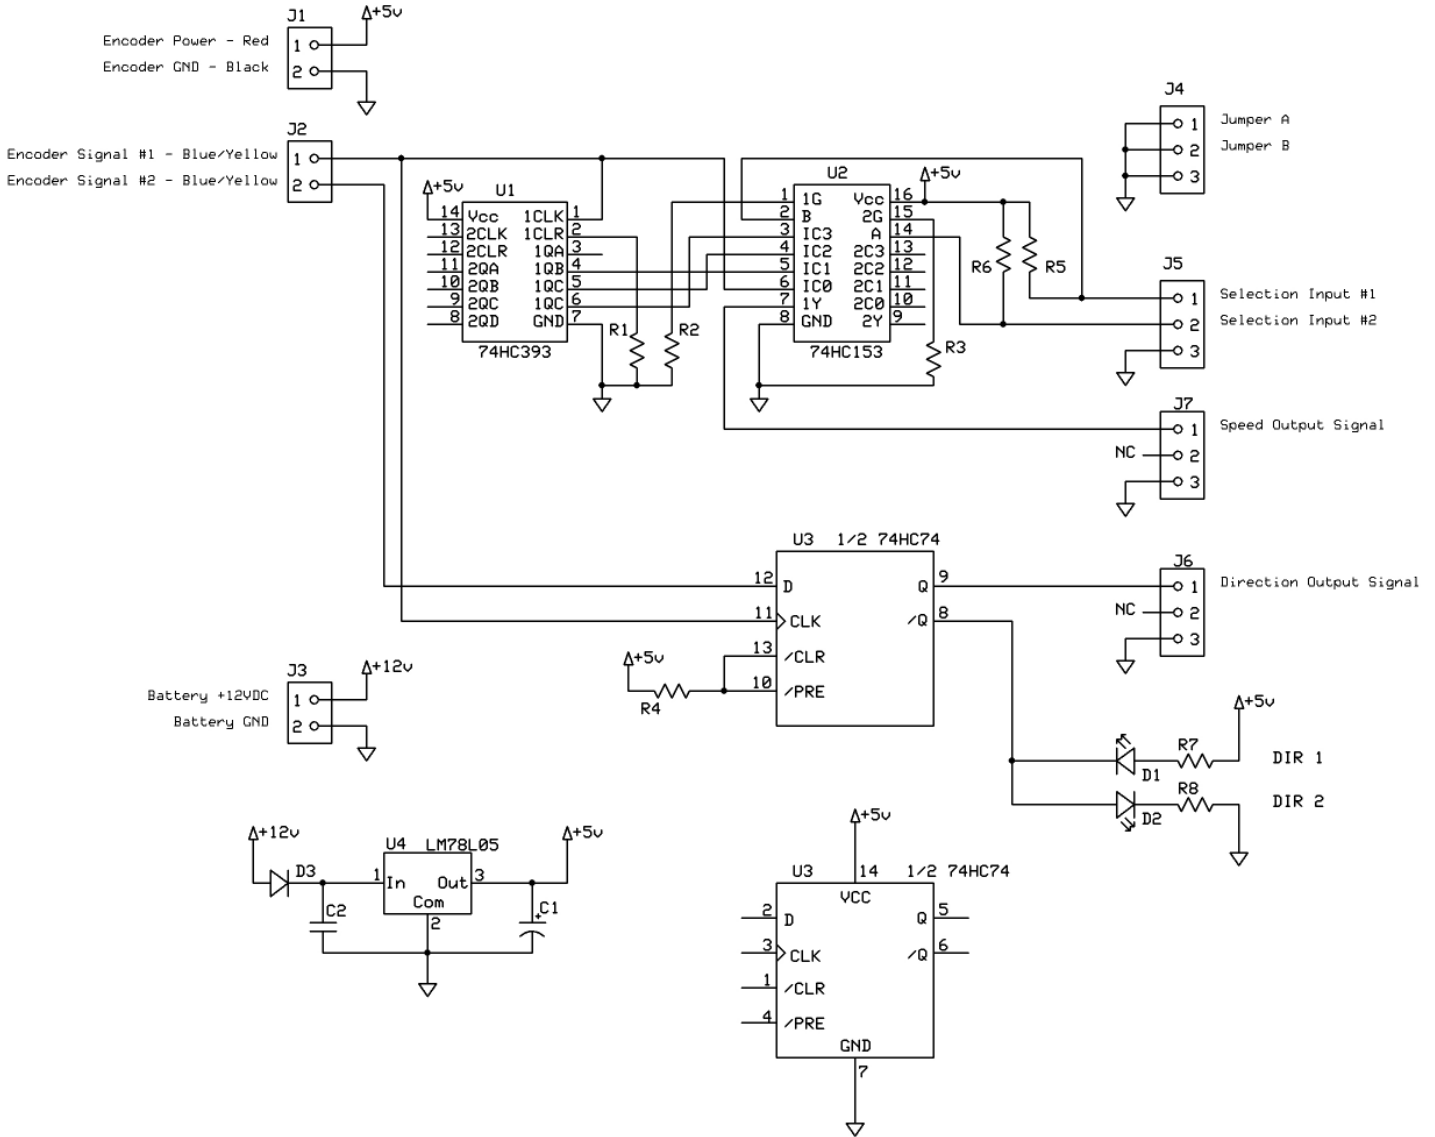 J1
+5v
Encoder Power - Red
1
Encoder GND - Black
2
J2
Encoder Signal #1 - Blue/Yellow
1
Encoder Signal #2 - Blue/Yellow
2
J4
1 Jumper A
2 Jumper B
3
+5v U1
14 Vcc 1CLK 1
13 2CLK 1CLR 2
12 2CLR 1QA 3
11 2QA 1QB 4
10 2QB 1QC 5
9 2QC 1QC 6
8 2QD GND 7
74HC393
R1 R2
U2 +5v
1 1G Vcc 16
2 B 2G 15
3 IC3 A 14
4 IC2 2C3 13
5 IC1 2C2 12
6 IC0 2C1 11
7 1Y 2C0 10
8 GND 2Y 9
74HC153
R3
R6 R5
J5
1 Selection Input #1
2 Selection Input #2
3
J7
1 Speed Output Signal
NC 2
3
U3 1/2 74HC74
12 D Q 9
11 CLK /Q 8
13 /CLR
10 /PRE
+5v
R4
J6
1 Direction Output Signal
NC 2
3
J3
+12v
Battery +12VDC 1
Battery GND 2
+5v
R7 DIR 1
D1
R8 DIR 2
D2
+12v U4 LM78L05 +5v
D3 1 In Out 3
Com
C2 2 C1
+
+5v
U3 14 1/2 74HC74
VCC
2 D Q 5
3 CLK /Q 6
1 /CLR
4 /PRE
GND
7